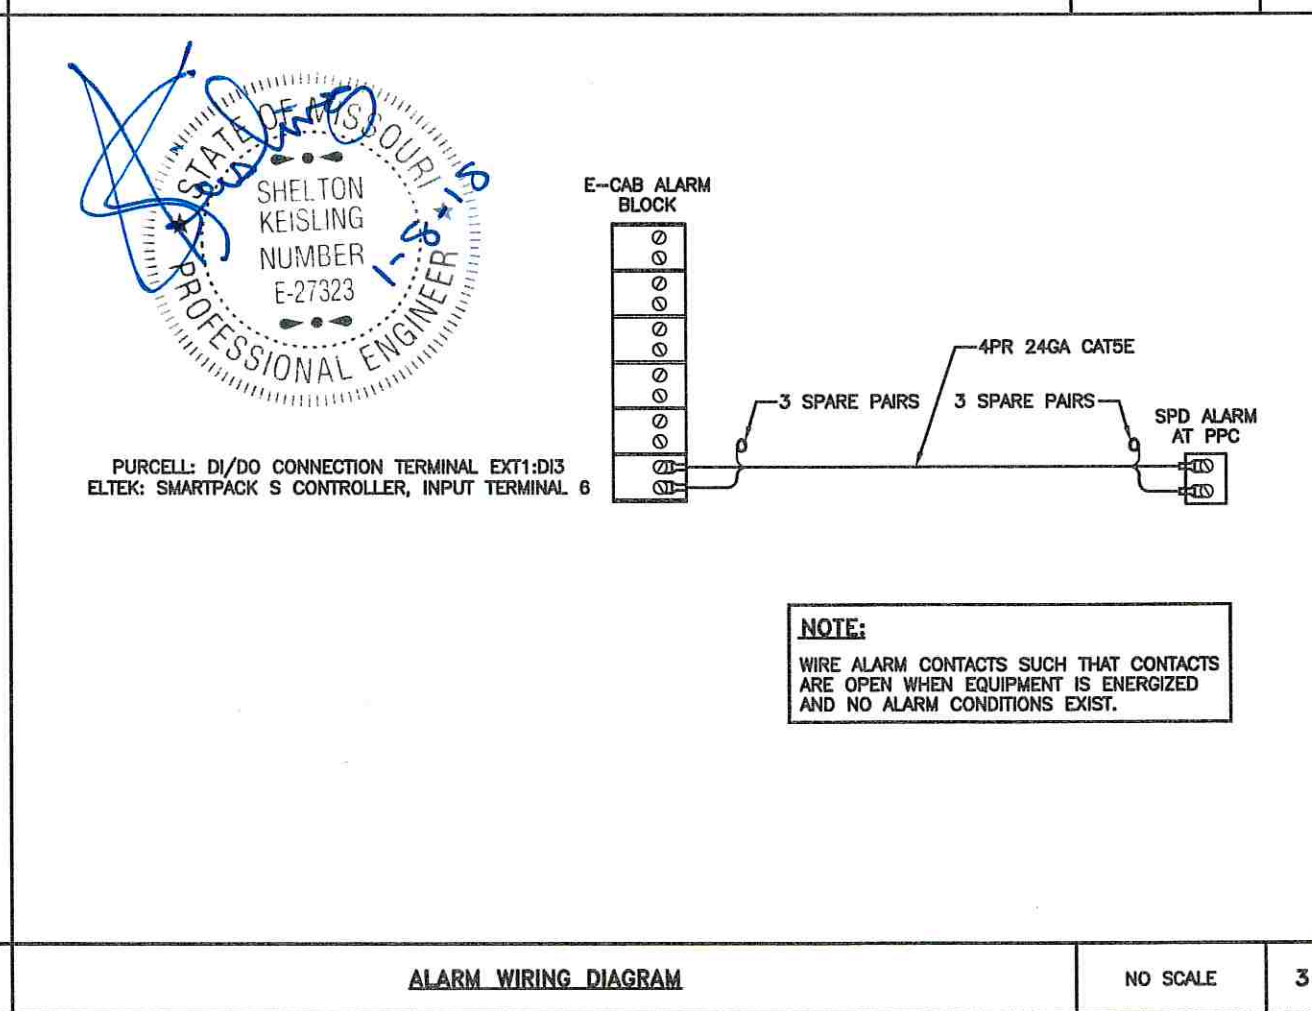 STATE OF MISSOURI
SHELTON
KEISLING
NUMBER
E-27323
PROFESSIONAL ENGINEER
1-8-15
E-CAB ALARM
BLOCK
4PR 24GA CAT5E
3 SPARE PAIRS
3 SPARE PAIRS
SPD ALARM
AT PPC
PURCELL: DI/DO CONNECTION TERMINAL EXT1:DI3
ELTEK: SMARTPACK S CONTROLLER, INPUT TERMINAL 6
NOTE:
WIRE ALARM CONTACTS SUCH THAT CONTACTS
ARE OPEN WHEN EQUIPMENT IS ENERGIZED
AND NO ALARM CONDITIONS EXIST.
ALARM WIRING DIAGRAM
NO SCALE
3